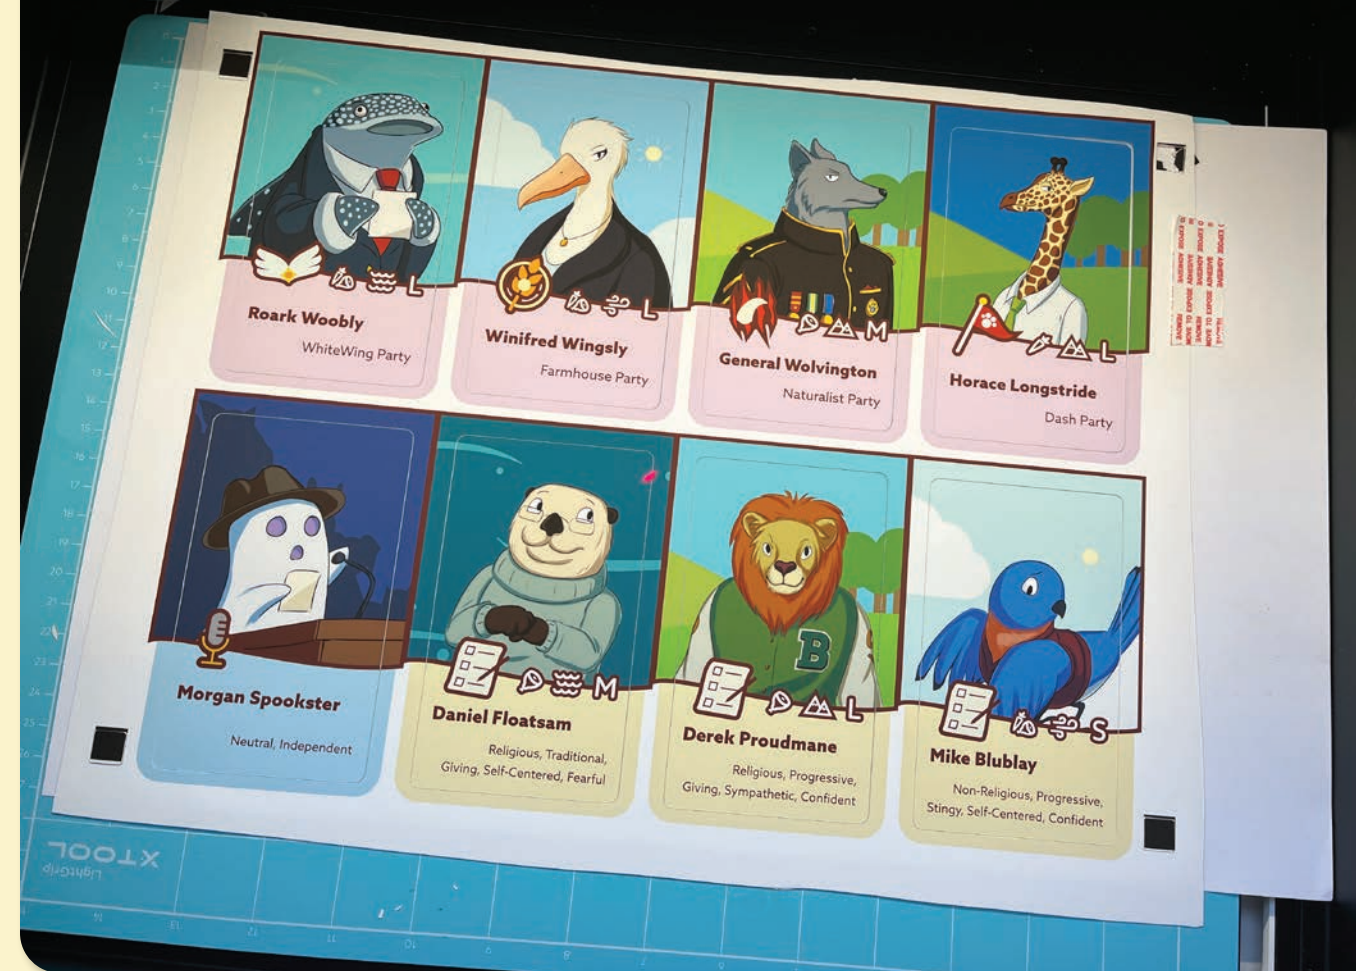 L
L
M
L
Roark Woobly
WhiteWing Party
Winifred Wingsly
Farmhouse Party
General Wolvington
Naturalist Party
Horace Longstride
Dash Party
B
M
L
S
Morgan Spookster
Neutral, Independent
Daniel Floatsam
Religious, Traditional,
Giving, Self-Centered, Fearful
Derek Proudmane
Religious, Progressive,
Giving, Sympathetic, Confident
Mike Blublay
Non-Religious, Progressive,
Stingy, Self-Centered, Confident
XTOOL
LightGrip